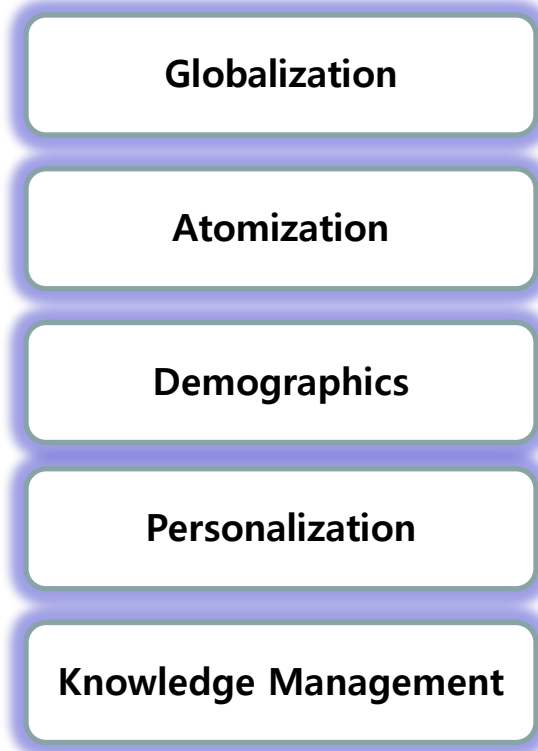 Globalization
Atomization
Demographics
Personalization
Knowledge Management